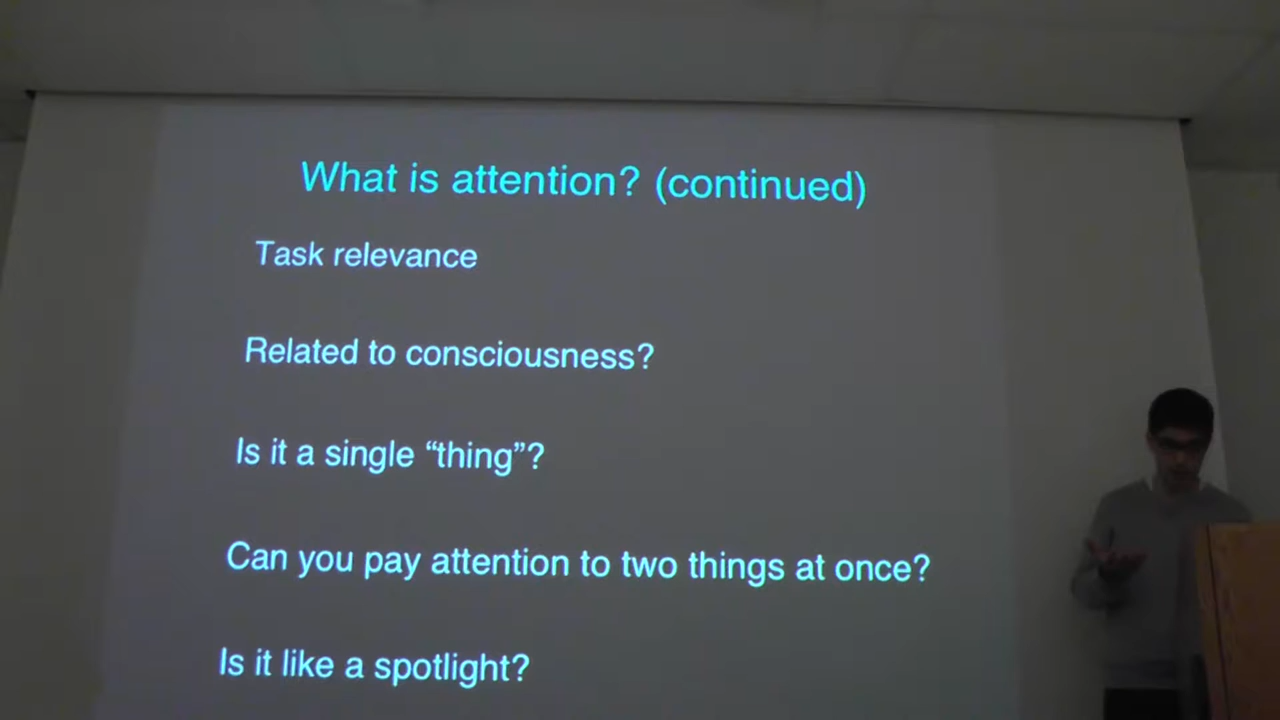 What is attention? (continued)
Task relevance
Related to consciousness?
Is it a single “thing”?
Can you pay attention to two things at once?
Is it like a spotlight?